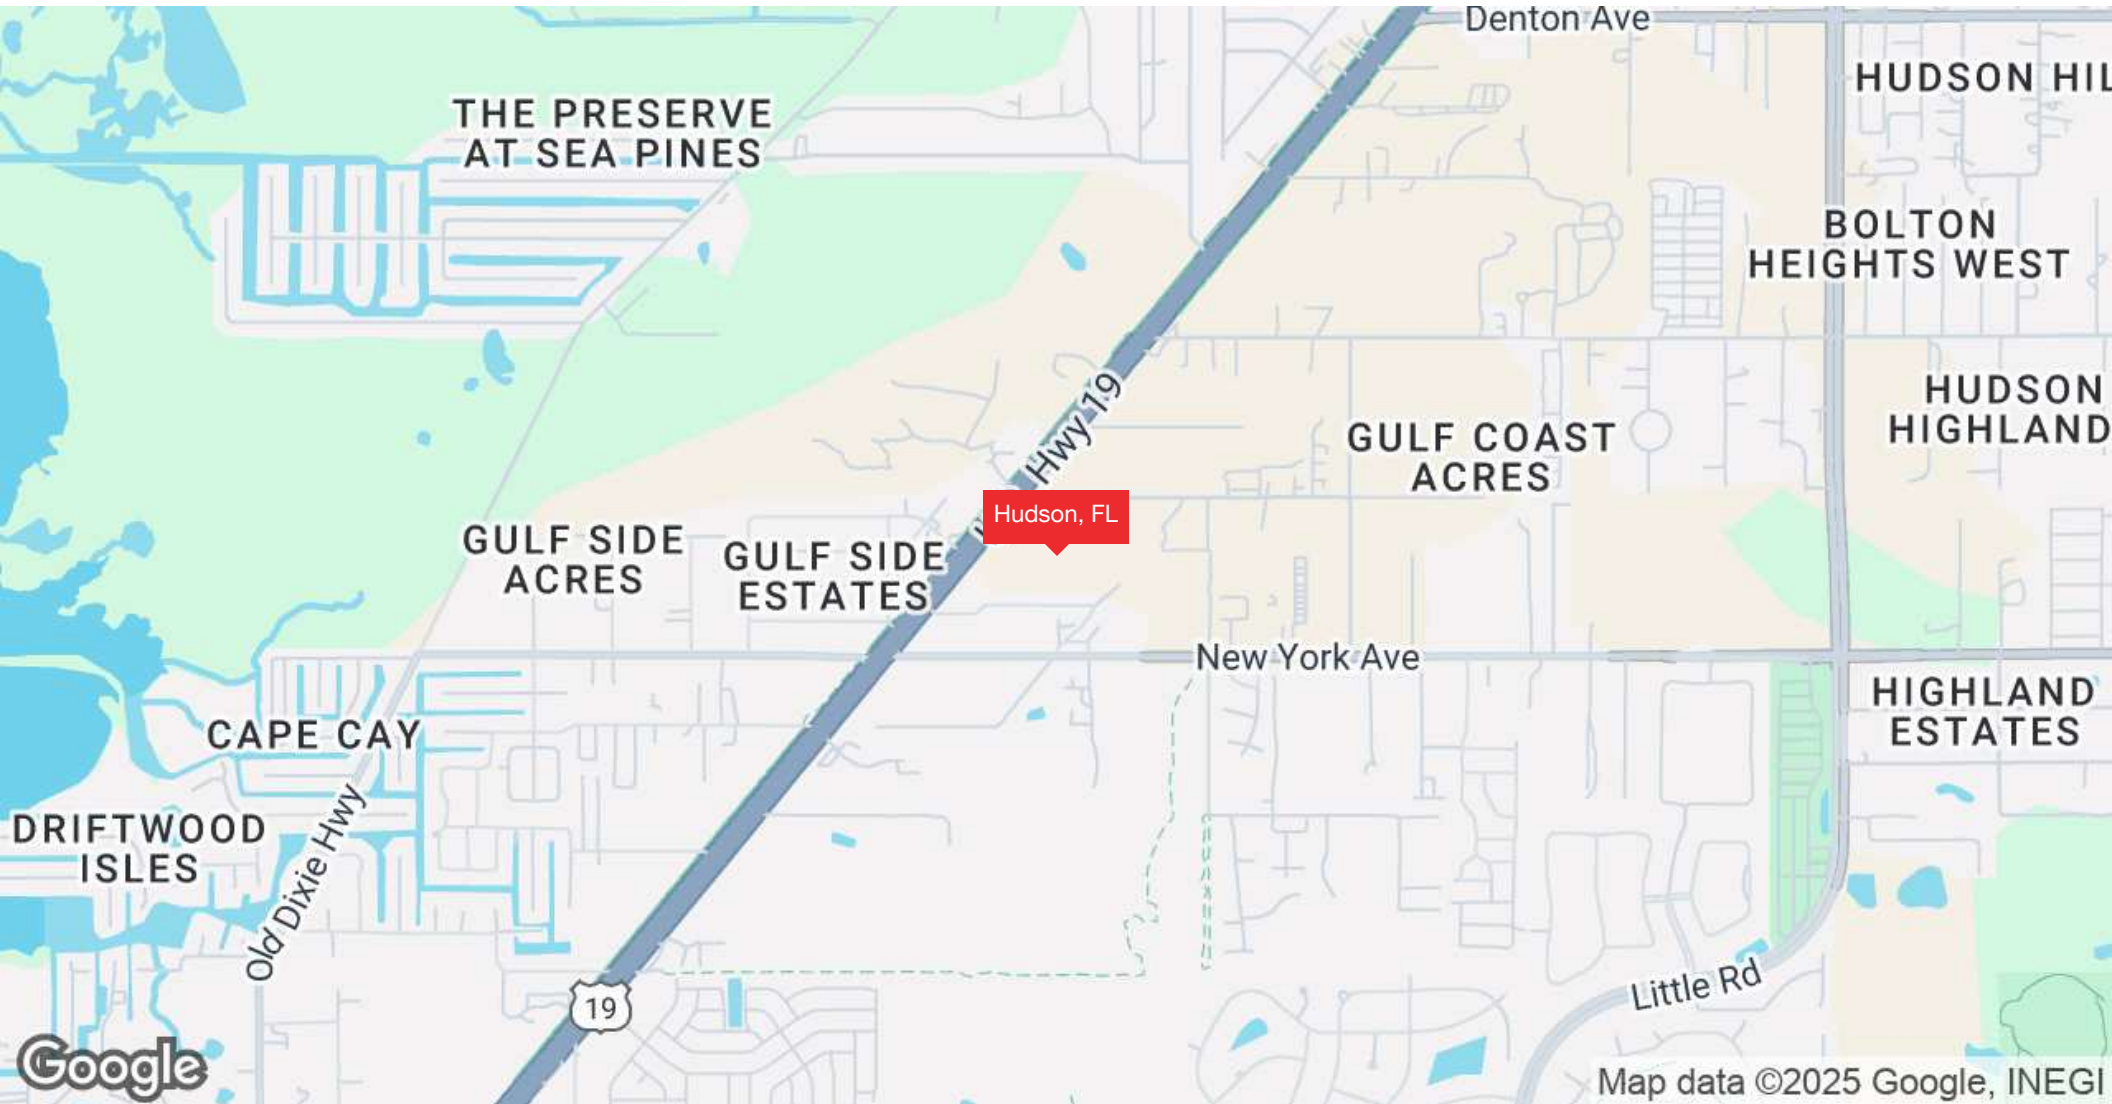 Denton Ave
HUDSON HIL
THE PRESERVE
AT SEA PINES
BOLTON
HEIGHTS WEST
Hwy 19
HUDSON
HIGHLAND
GULF COAST
ACRES
Hudson, FL
GULF SIDE
ACRES
GULF SIDE
ESTATES
New York Ave
HIGHLAND
ESTATES
CAPE CAY
DRIFTWOOD
ISLES
Old Dixie Hwy
Little Rd
19
Google
Map data ©2025 Google, INEGI